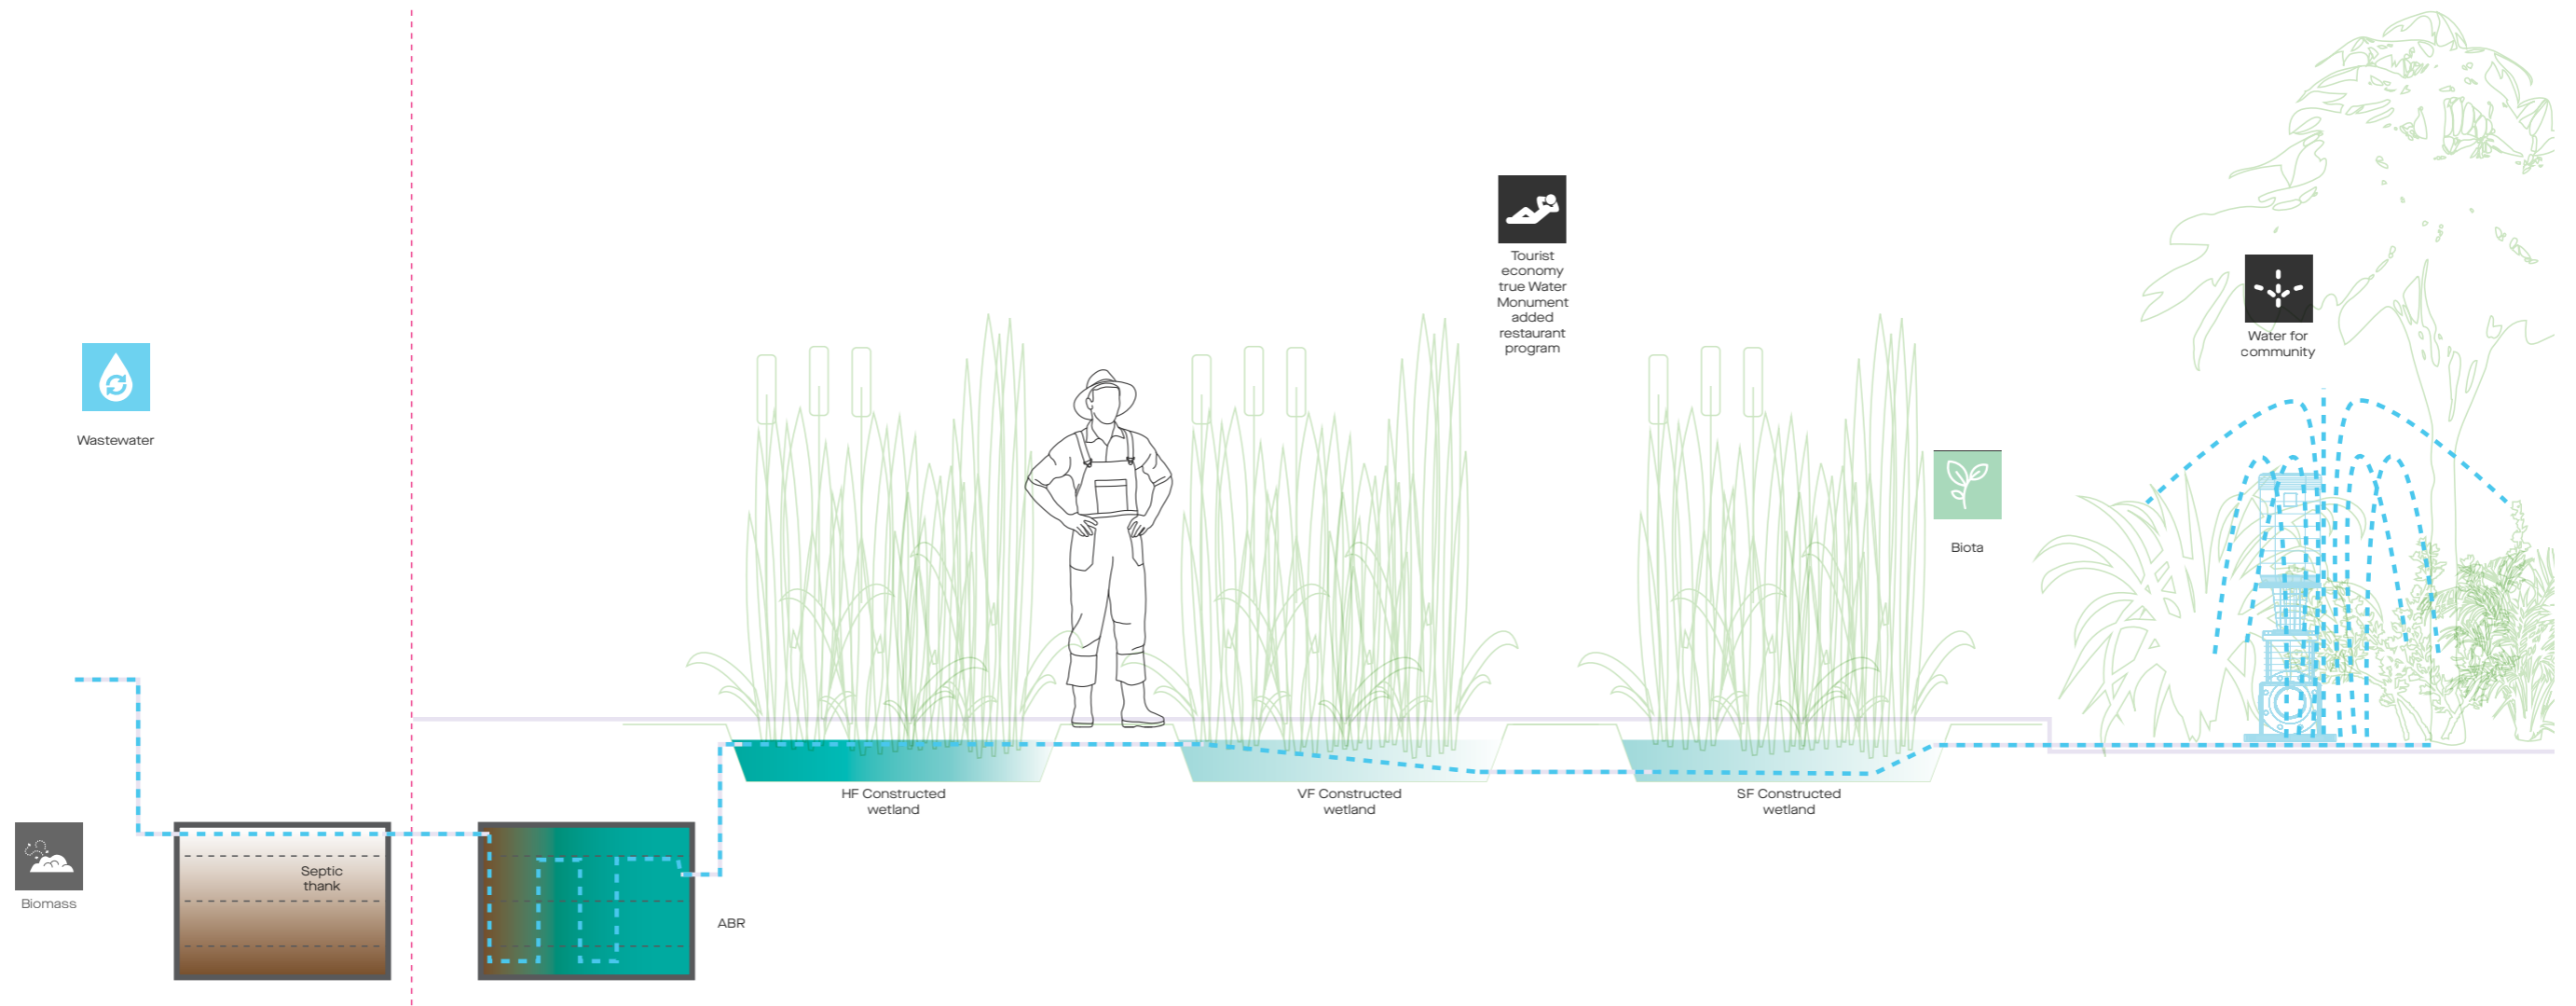 Wastewater
Biomass
Septic
thank
ABR
HF Constructed
wetland
VF Constructed
wetland
Tourist
economy
true Water
Monument
added
restaurant
program
SF Constructed
wetland
Biota
Water for
community